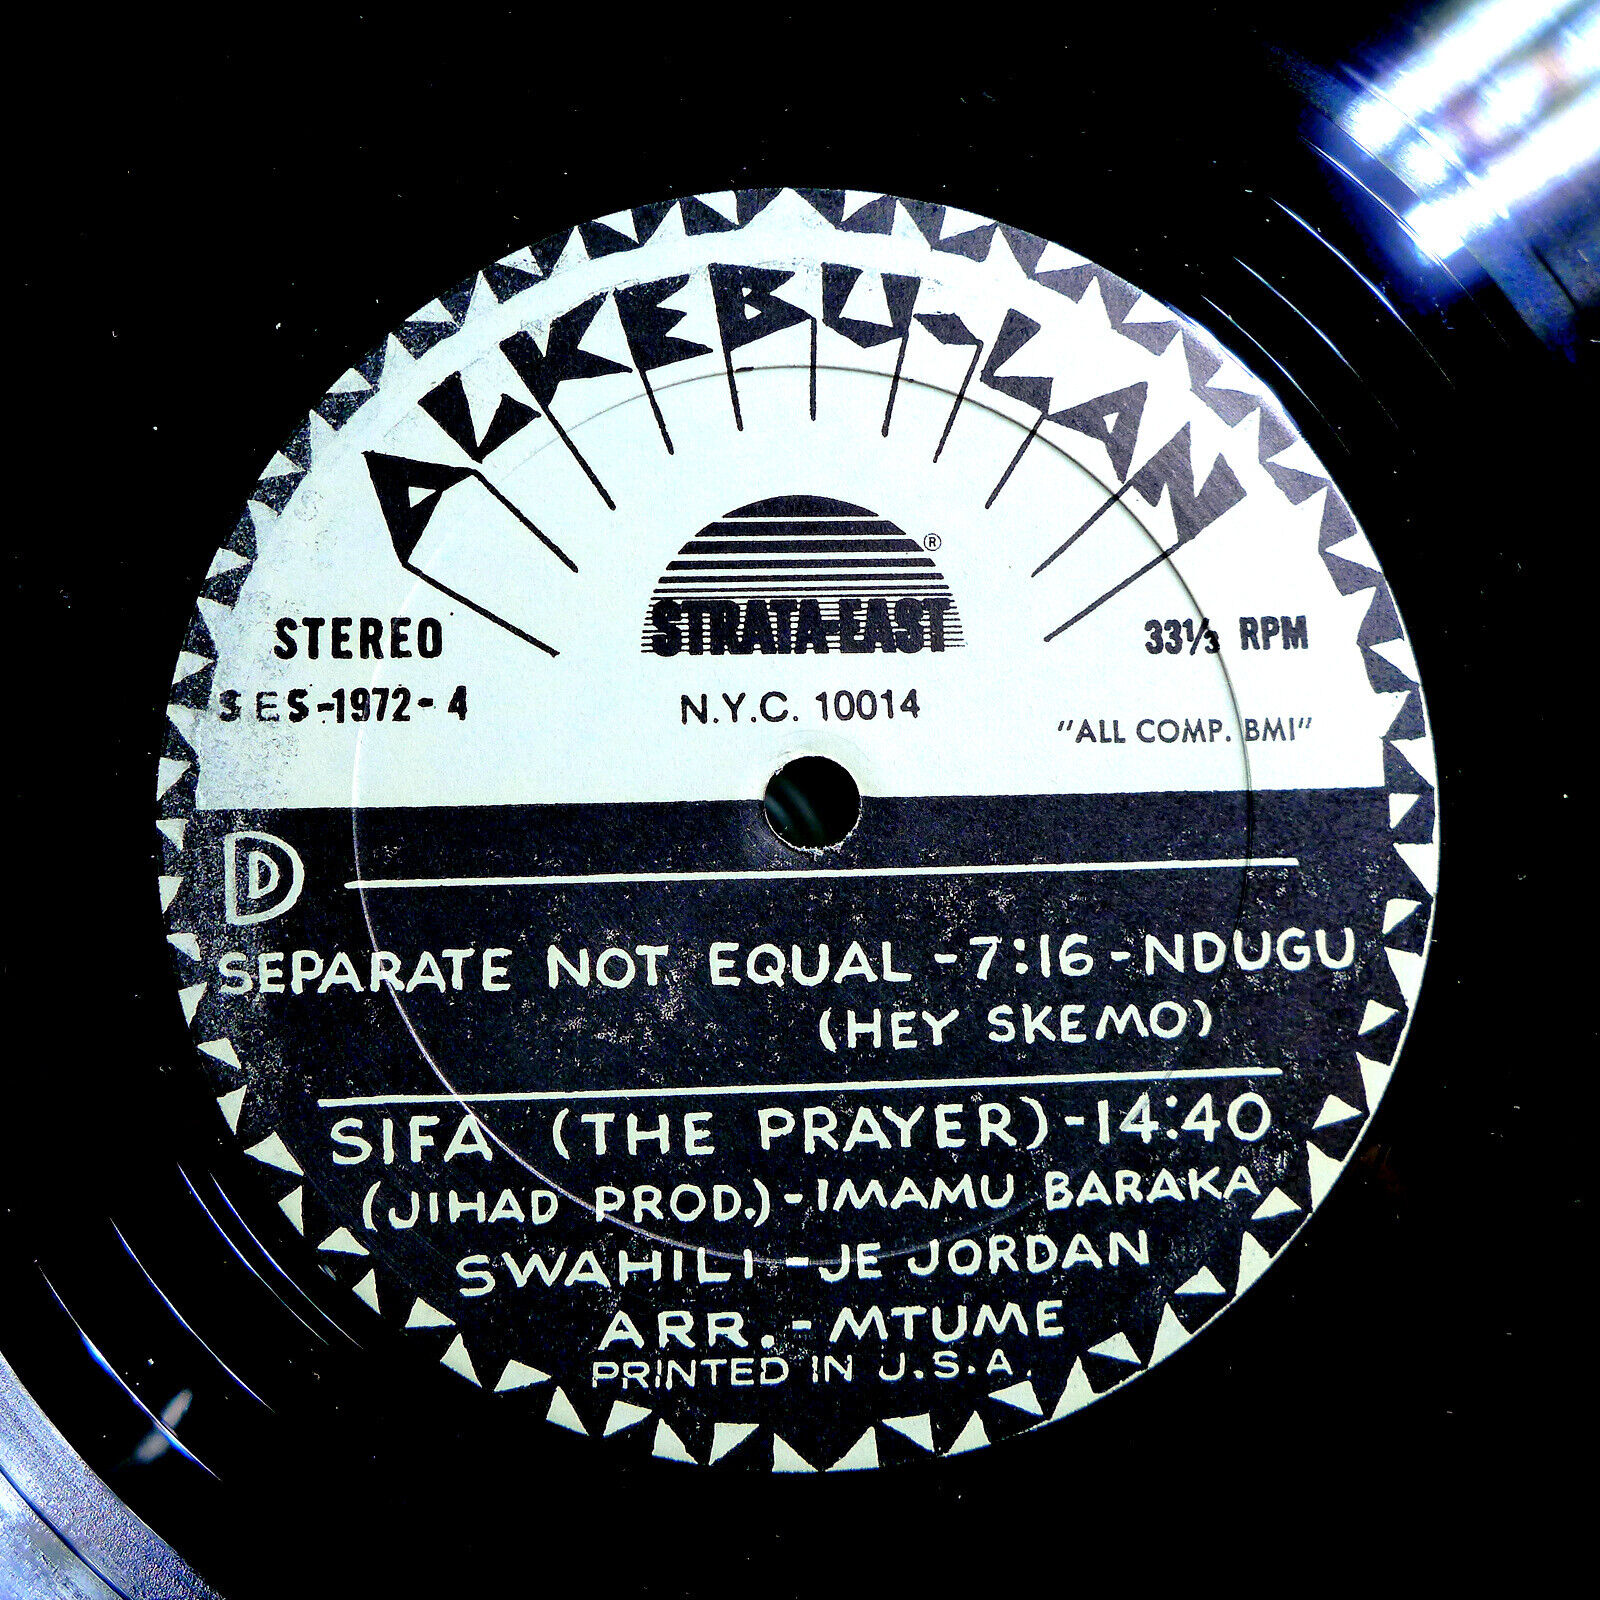 ALKEBU-LAN
STRATA-EAST®
STEREO
33⅓ RPM
SES-1972-4
N.Y.C. 10014
"ALL COMP. BMI"
D
SEPARATE NOT EQUAL - 7:16 - NDUGU
(HEY SKEMO)
SIFA (THE PRAYER) - 14:40
(JIHAD PROD.) - IMAMU BARAKA
SWAHILI - JE JORDAN
ARR. - MTUME
PRINTED IN U.S.A.